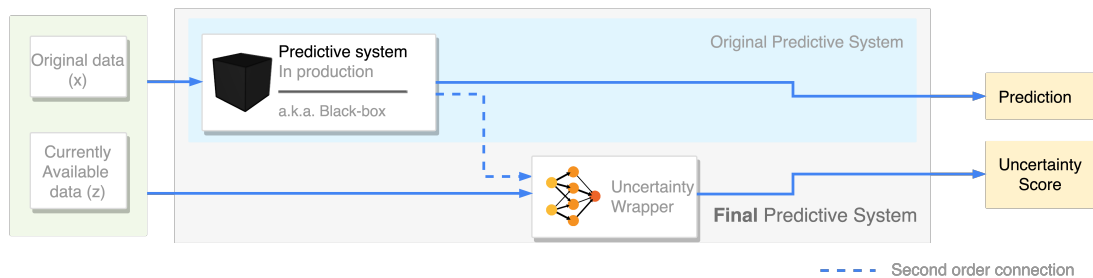 Original data
(x)
Currently
Available
data (z)
Predictive system
In production
a.k.a. Black-box
Original Predictive System
Uncertainty
Wrapper
Final Predictive System
Prediction
Uncertainty
Score
Second order connection